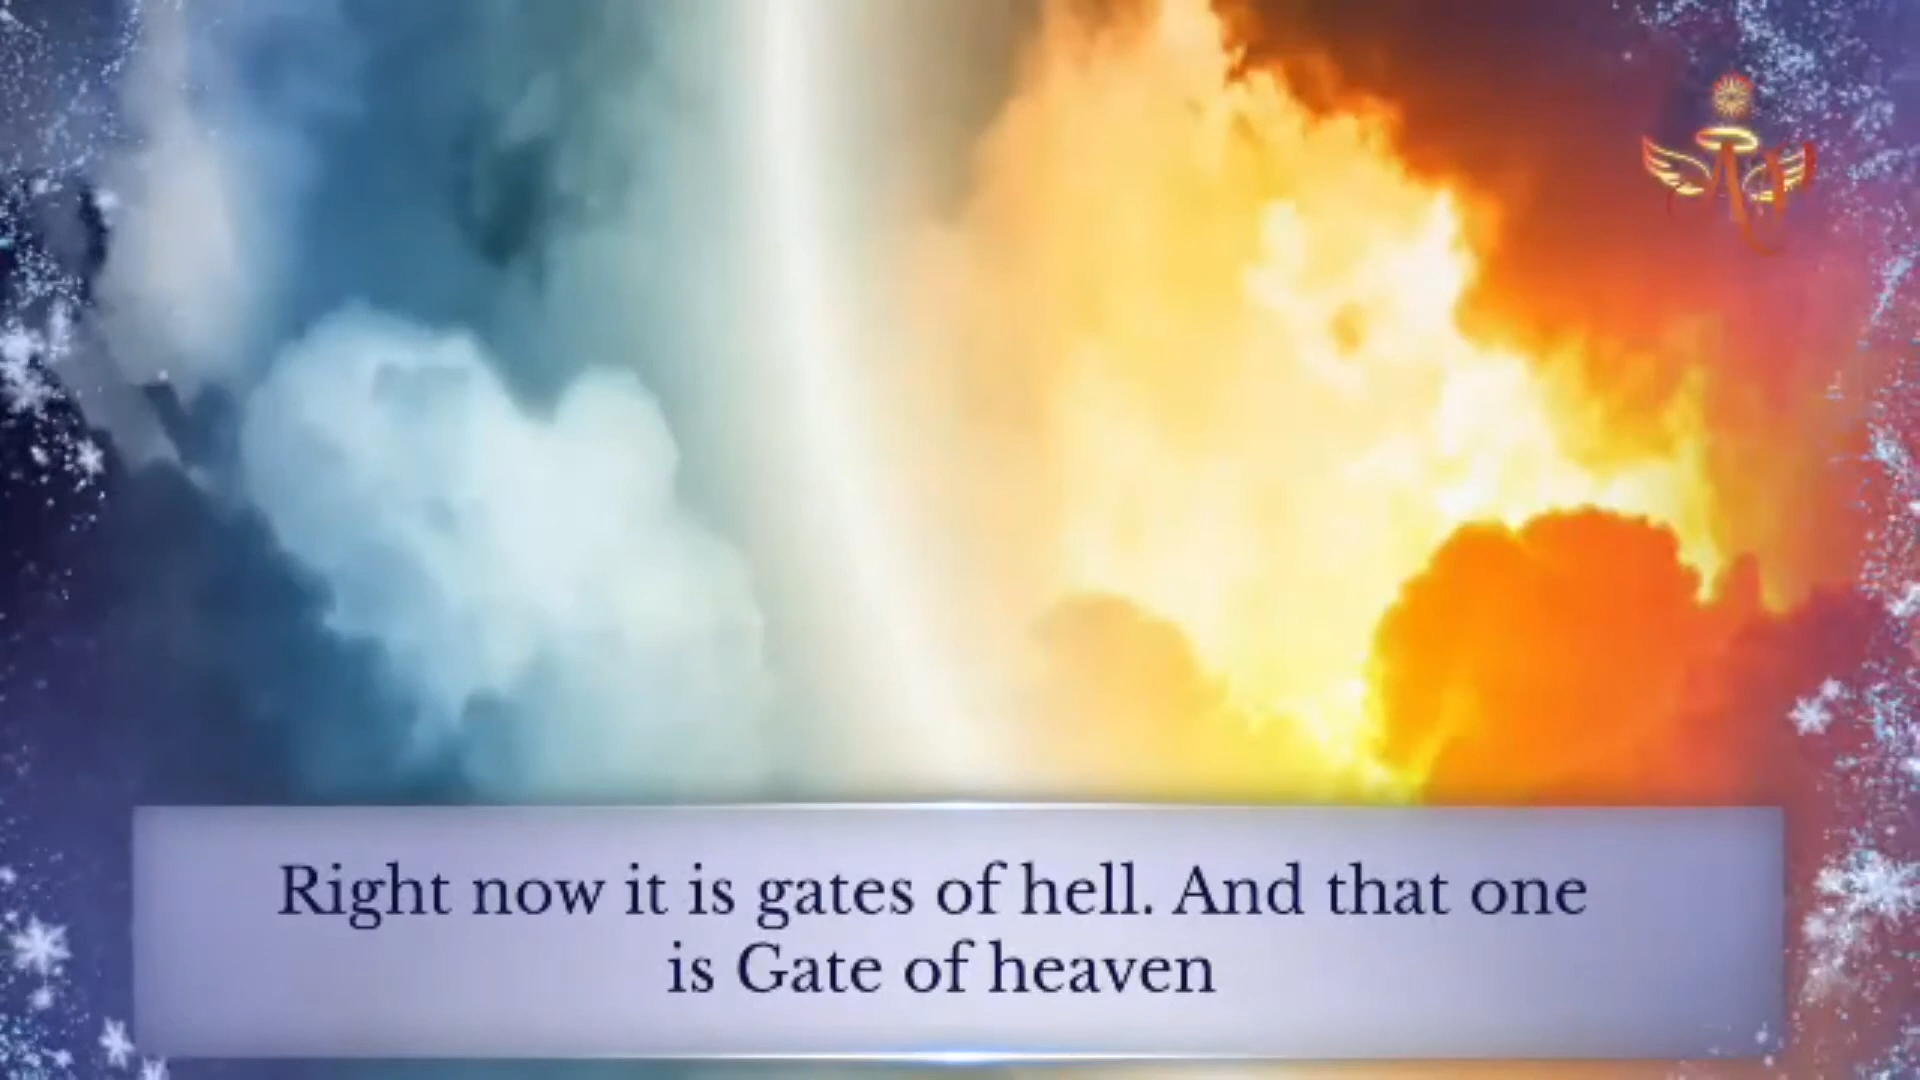 Right now it is gates of hell. And that one
is Gate of heaven